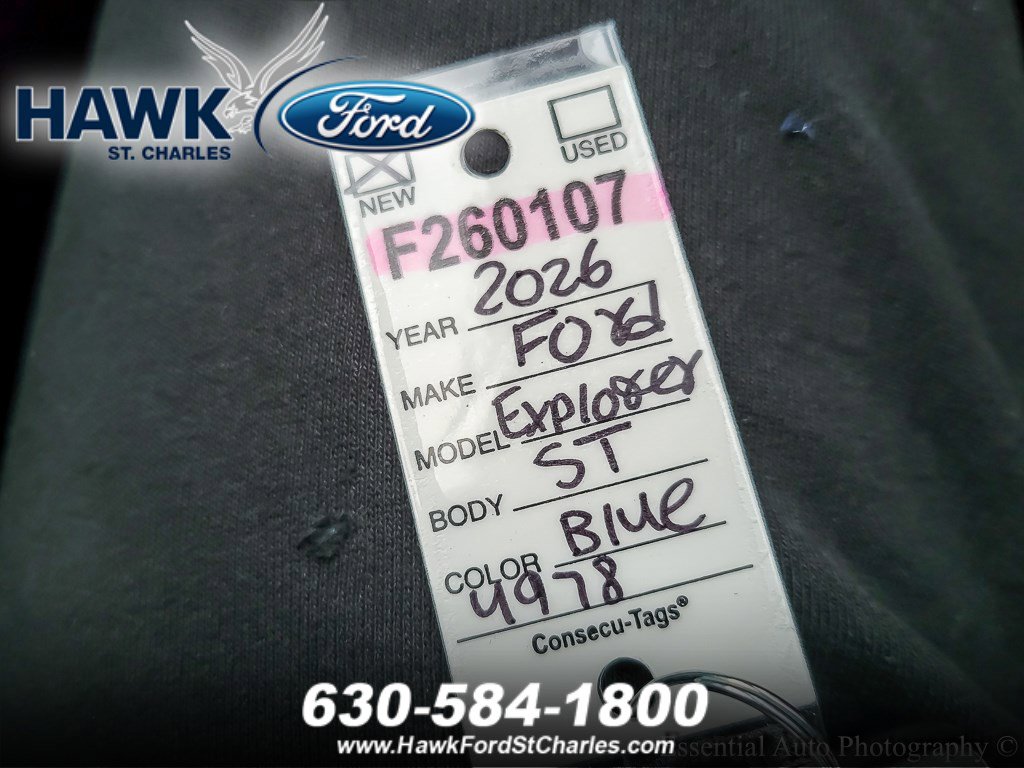 HAWK Ford
ST. CHARLES
USED
NEW
F260107
YEAR 2026
MAKE Ford
MODEL Explorer
BODY ST
COLOR Blue
4978
Consecu-Tags®
630-584-1800
www.HawkFordStCharles.com
Essential Auto Photography ©